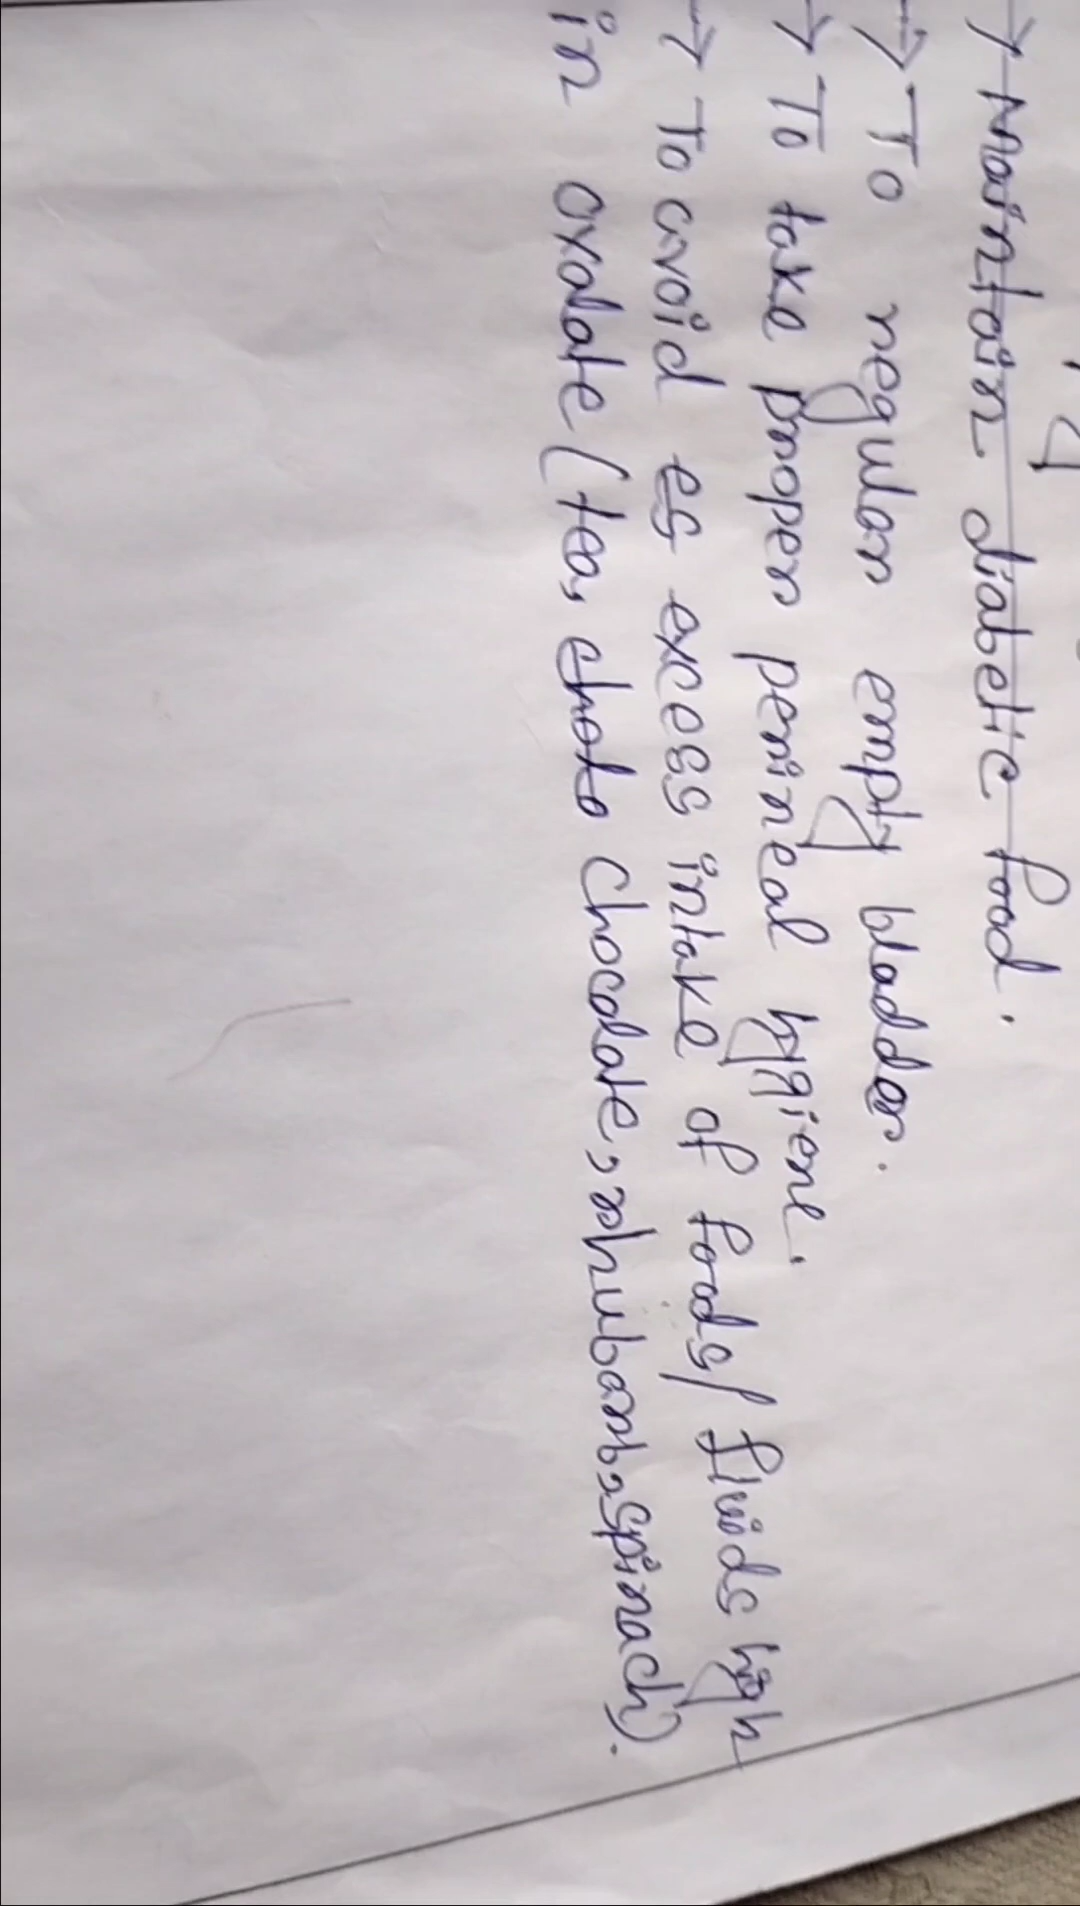 → Maintain diabetic food.
→ To regular empty bladder.
→ To take proper perineal hygiene.
→ To avoid es excess intake of foods/fluids high
in oxalate (tea, choto chocolate, rhubarb, spinach).